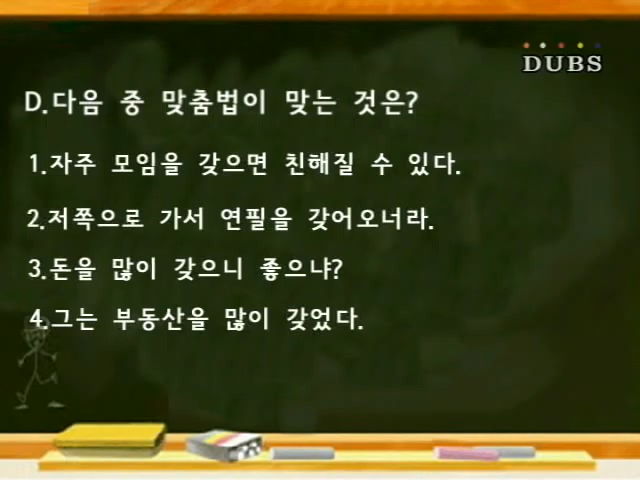 DUBS
D.다음 중 맞춤법이 맞는 것은?
1.자주 모임을 갖으면 친해질 수 있다.
2.저쪽으로 가서 연필을 갖어오너라.
3.돈을 많이 갖으니 좋으냐?
4.그는 부동산을 많이 갖었다.